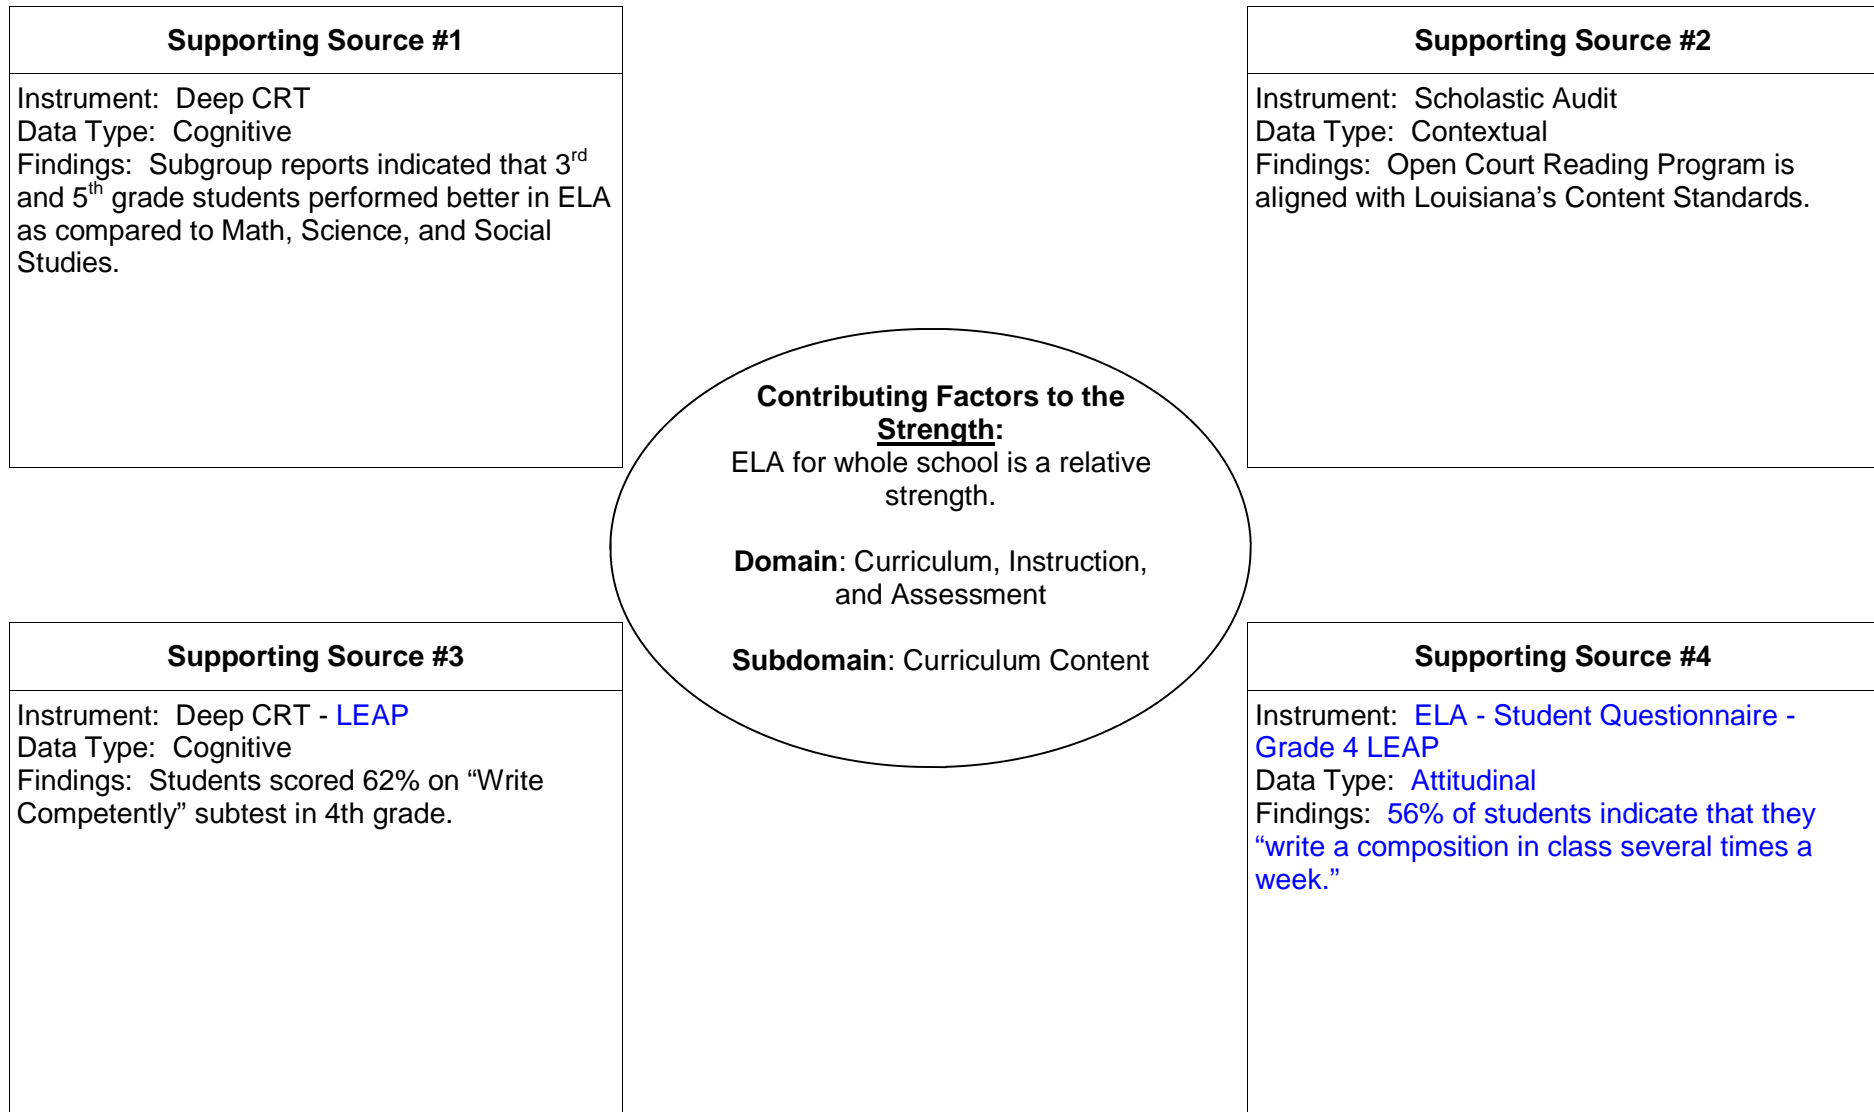 Supporting Source #1
Instrument: Deep CRT
Data Type: Cognitive
Findings: Subgroup reports indicated that 3rd
and 5th grade students performed better in ELA
as compared to Math, Science, and Social
Studies.
Supporting Source #2
Instrument: Scholastic Audit
Data Type: Contextual
Findings: Open Court Reading Program is
aligned with Louisiana’s Content Standards.
Contributing Factors to the
Strength:
ELA for whole school is a relative
strength.
Domain: Curriculum, Instruction,
and Assessment
Subdomain: Curriculum Content
Supporting Source #3
Instrument: Deep CRT - LEAP
Data Type: Cognitive
Findings: Students scored 62% on “Write
Competently” subtest in 4th grade.
Supporting Source #4
Instrument: ELA - Student Questionnaire -
Grade 4 LEAP
Data Type: Attitudinal
Findings: 56% of students indicate that they
“write a composition in class several times a
week.”